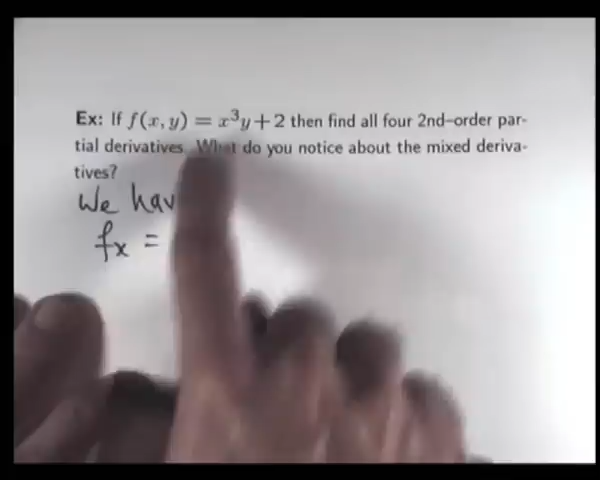 Ex: If f(x, y) = x³y+2 then find all four 2nd–order par-
tial derivatives. What do you notice about the mixed deriva-
tives?
We hav
fx =